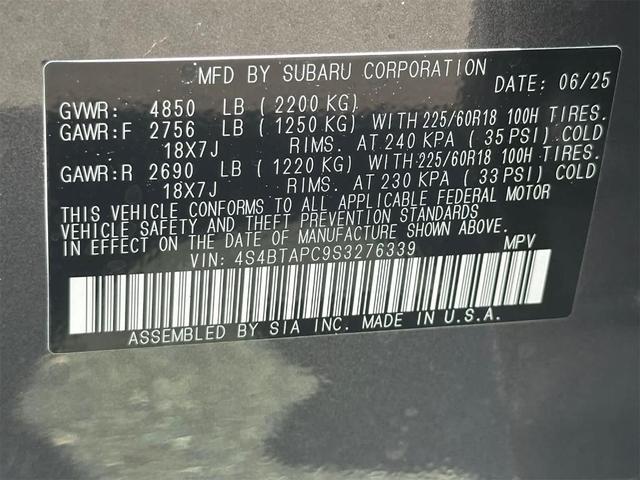 MFD BY SUBARU CORPORATION
DATE: 06/25
GVWR: 4850 LB (2200 KG)
GAWR:F 2756 LB (1250 KG) WITH 225/60R18 100H TIRES.
18X7J RIMS. AT 240 KPA (35 PSI) COLD
GAWR:R 2690 LB (1220 KG) WITH 225/60R18 100H TIRES.
18X7J RIMS. AT 230 KPA (33 PSI) COLD
THIS VEHICLE CONFORMS TO ALL APPLICABLE FEDERAL MOTOR
VEHICLE SAFETY AND THEFT PREVENTION STANDARDS
IN EFFECT ON THE DATE OF MANUFACTURE SHOWN ABOVE.
VIN: 4S4BTAPC9S3276339 MPV
ASSEMBLED BY SIA INC. MADE IN U.S.A.